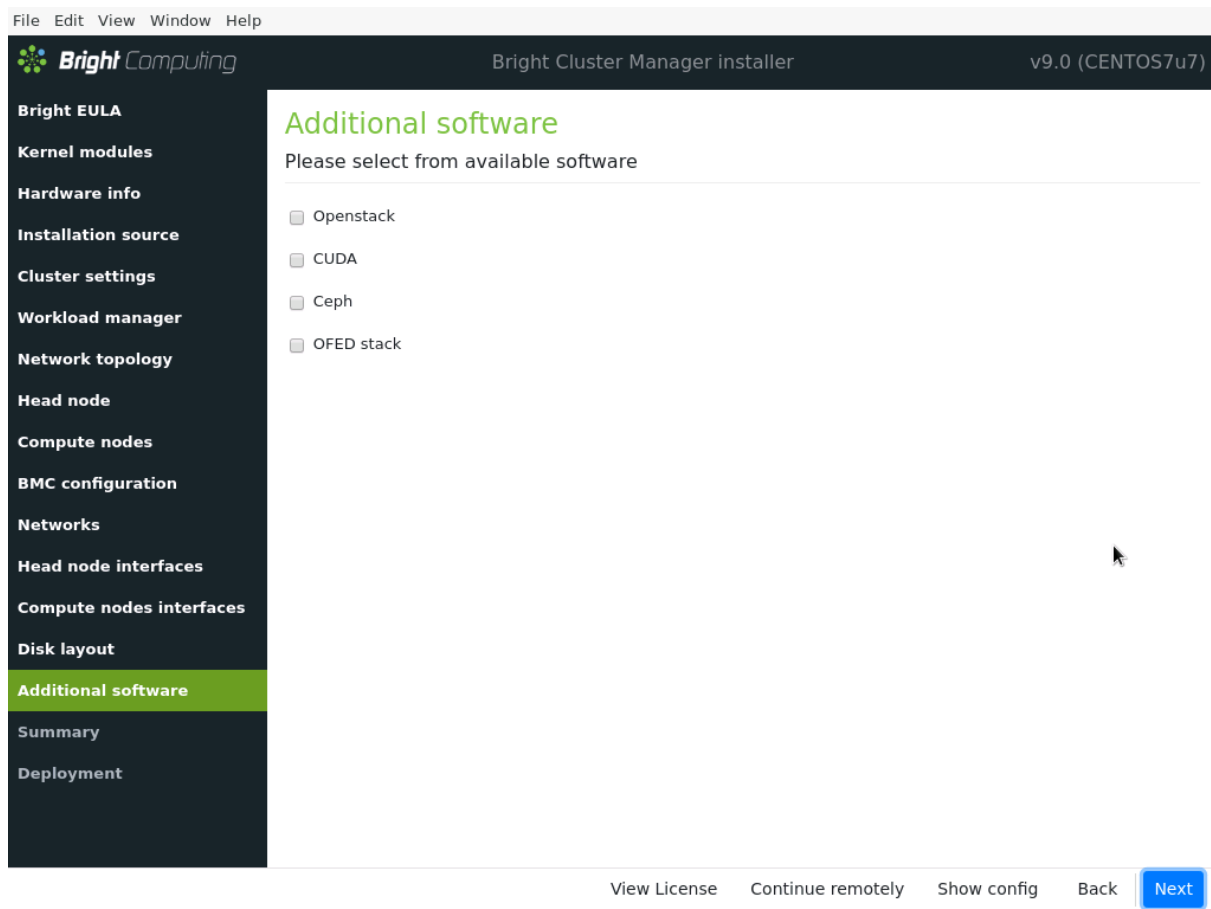 File Edit View Window Help
Bright Computing
Bright Cluster Manager installer
v9.0 (CENTOS7u7)
Bright EULA
Kernel modules
Hardware info
Installation source
Cluster settings
Workload manager
Network topology
Head node
Compute nodes
BMC configuration
Networks
Head node interfaces
Compute nodes interfaces
Disk layout
Additional software
Summary
Deployment
Additional software
Please select from available software
Openstack
CUDA
Ceph
OFED stack
View License Continue remotely Show config Back Next